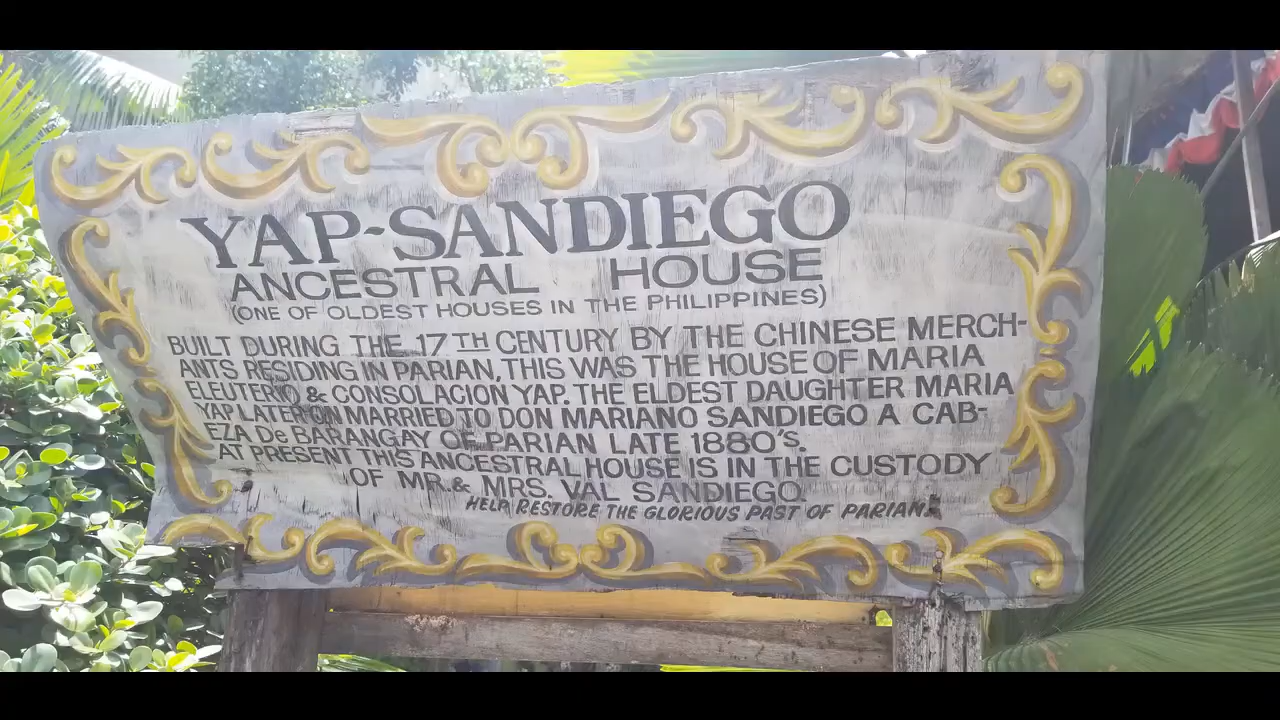 YAP-SANDIEGO
ANCESTRAL HOUSE
(ONE OF OLDEST HOUSES IN THE PHILIPPINES)
BUILT DURING THE 17TH CENTURY BY THE CHINESE MERCH-
ANTS RESIDING IN PARIAN, THIS WAS THE HOUSE OF MARIA
ELEUTERIO & CONSOLACION YAP. THE ELDEST DAUGHTER MARIA
YAP LATER ON MARRIED TO DON MARIANO SANDIEGO A CAB-
EZA De BARANGAY OF PARIAN LATE 1880'S.
AT PRESENT THIS ANCESTRAL HOUSE IS IN THE CUSTODY
OF MR. & MRS. VAL SANDIEGO.
HELP RESTORE THE GLORIOUS PAST OF PARIAN.